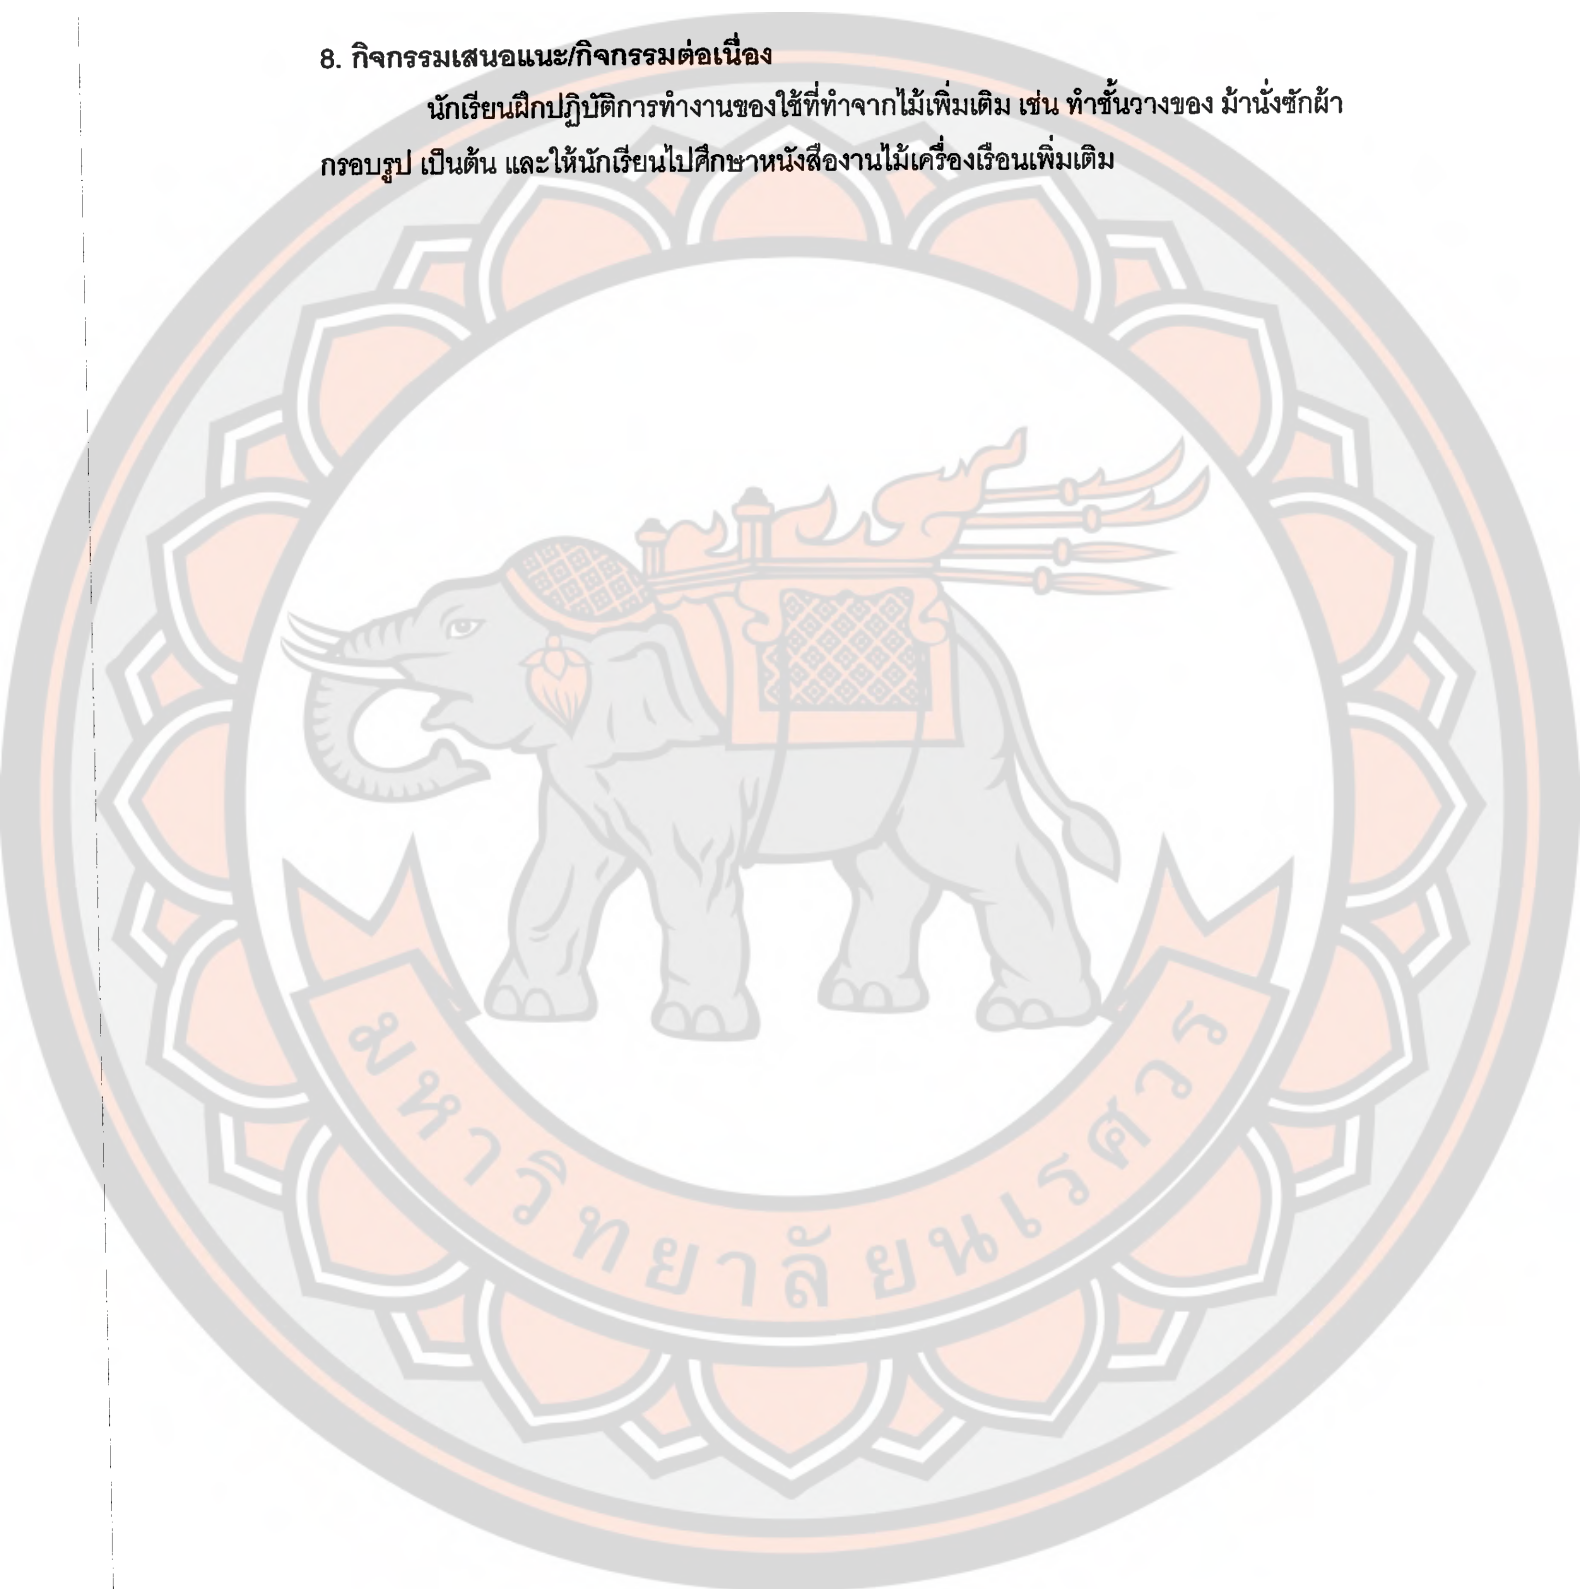 8. กิจกรรมเสนอแนะ/กิจกรรมต่อเนื่อง
นักเรียนฝึกปฏิบัติการทำงานของใช้ที่ทำจากไม้เพิ่มเติม เช่น ทำชั้นวางของ ม้านั่งซักผ้า
กรอบรูป เป็นต้น และให้นักเรียนไปศึกษาหนังสืองานไม้เครื่องเรือนเพิ่มเติม
มหาวิทยาลัยนเรศวร